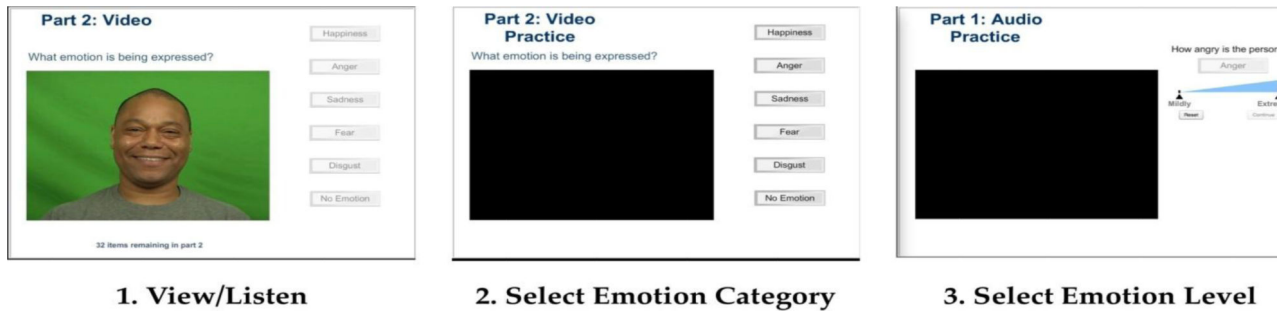 Part 2: Video
What emotion is being expressed?
Happiness
Anger
Sadness
Fear
Disgust
No Emotion
32 items remaining in part 2
1. View/Listen
Part 2: Video
Practice
What emotion is being expressed?
Happiness
Anger
Sadness
Fear
Disgust
No Emotion
2. Select Emotion Category
Part 1: Audio
Practice
How angry is the person
Anger
Mildly
Extre
Reset
Continue
3. Select Emotion Level